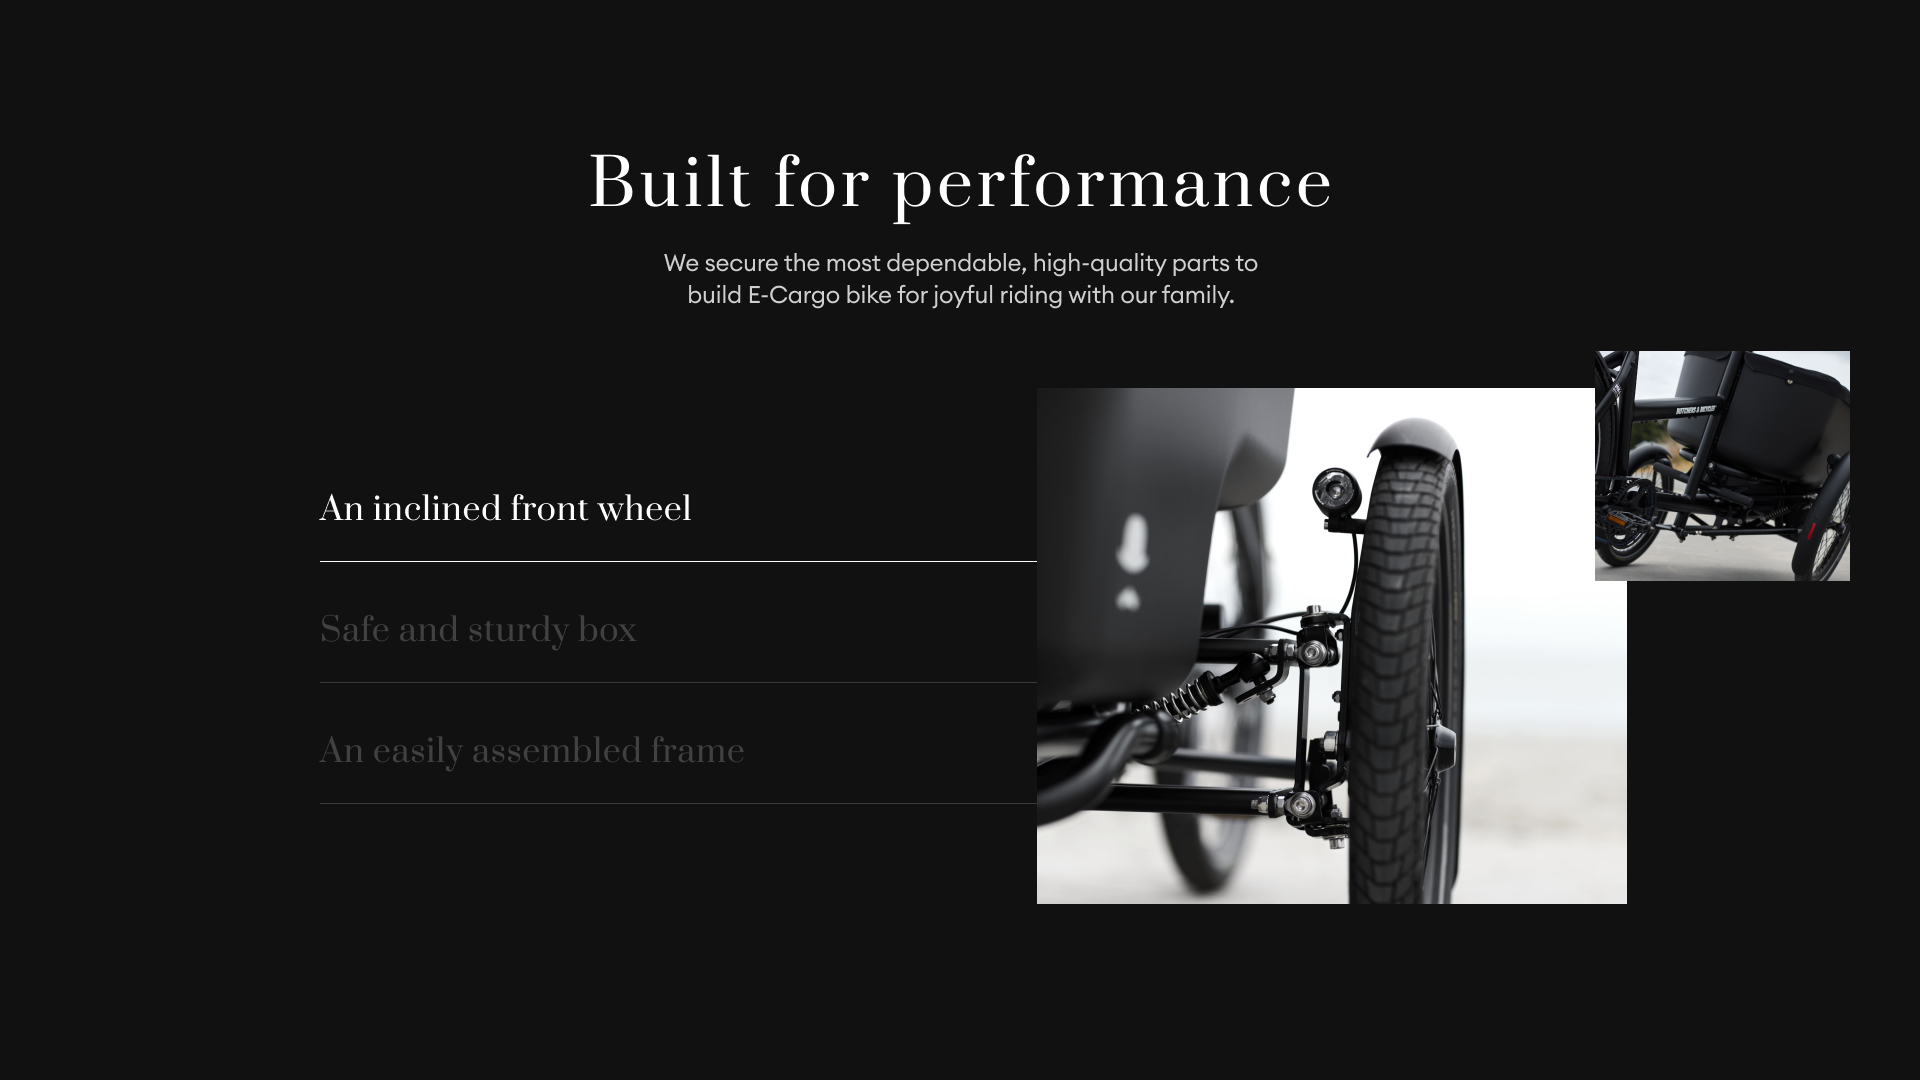 Built for performance
We secure the most dependable, high-quality parts to
build E-Cargo bike for joyful riding with our family.
An inclined front wheel
Safe and sturdy box
An easily assembled frame
BUTCHERS & BICYCLES